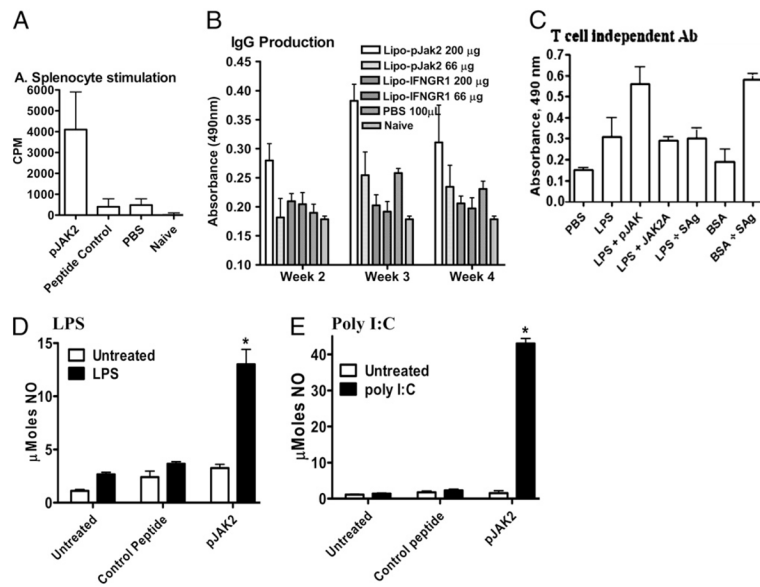 A
A. Splenocyte stimulation
CPM
6000
5000
4000
3000
2000
1000
0
pJAK2
Peptide Control
PBS
Naive
B
IgG Production
Lipo-pJak2 200 µg
Lipo-pJak2 66 µg
Lipo-IFNGR1 200 µg
Lipo-IFNGR1 66 µg
PBS 100µL
Naive
Absorbance (490nm)
0.40
0.35
0.30
0.25
0.20
0.15
0.10
Week 2
Week 3
Week 4
C
T cell independent Ab
Absorbance, 490 nm
0.7
0.6
0.5
0.4
0.3
0.2
0.1
0.0
PBS
LPS
LPS + pJAK
LPS + JAK2A
LPS + SAg
BSA
BSA + SAg
D
LPS
Untreated
LPS
*
µMoles NO
15
10
5
0
Untreated
Control Peptide
pJAK2
E
Poly I:C
Untreated
poly I:C
*
µMoles NO
40
30
20
10
0
Untreated
Control peptide
pJAK2